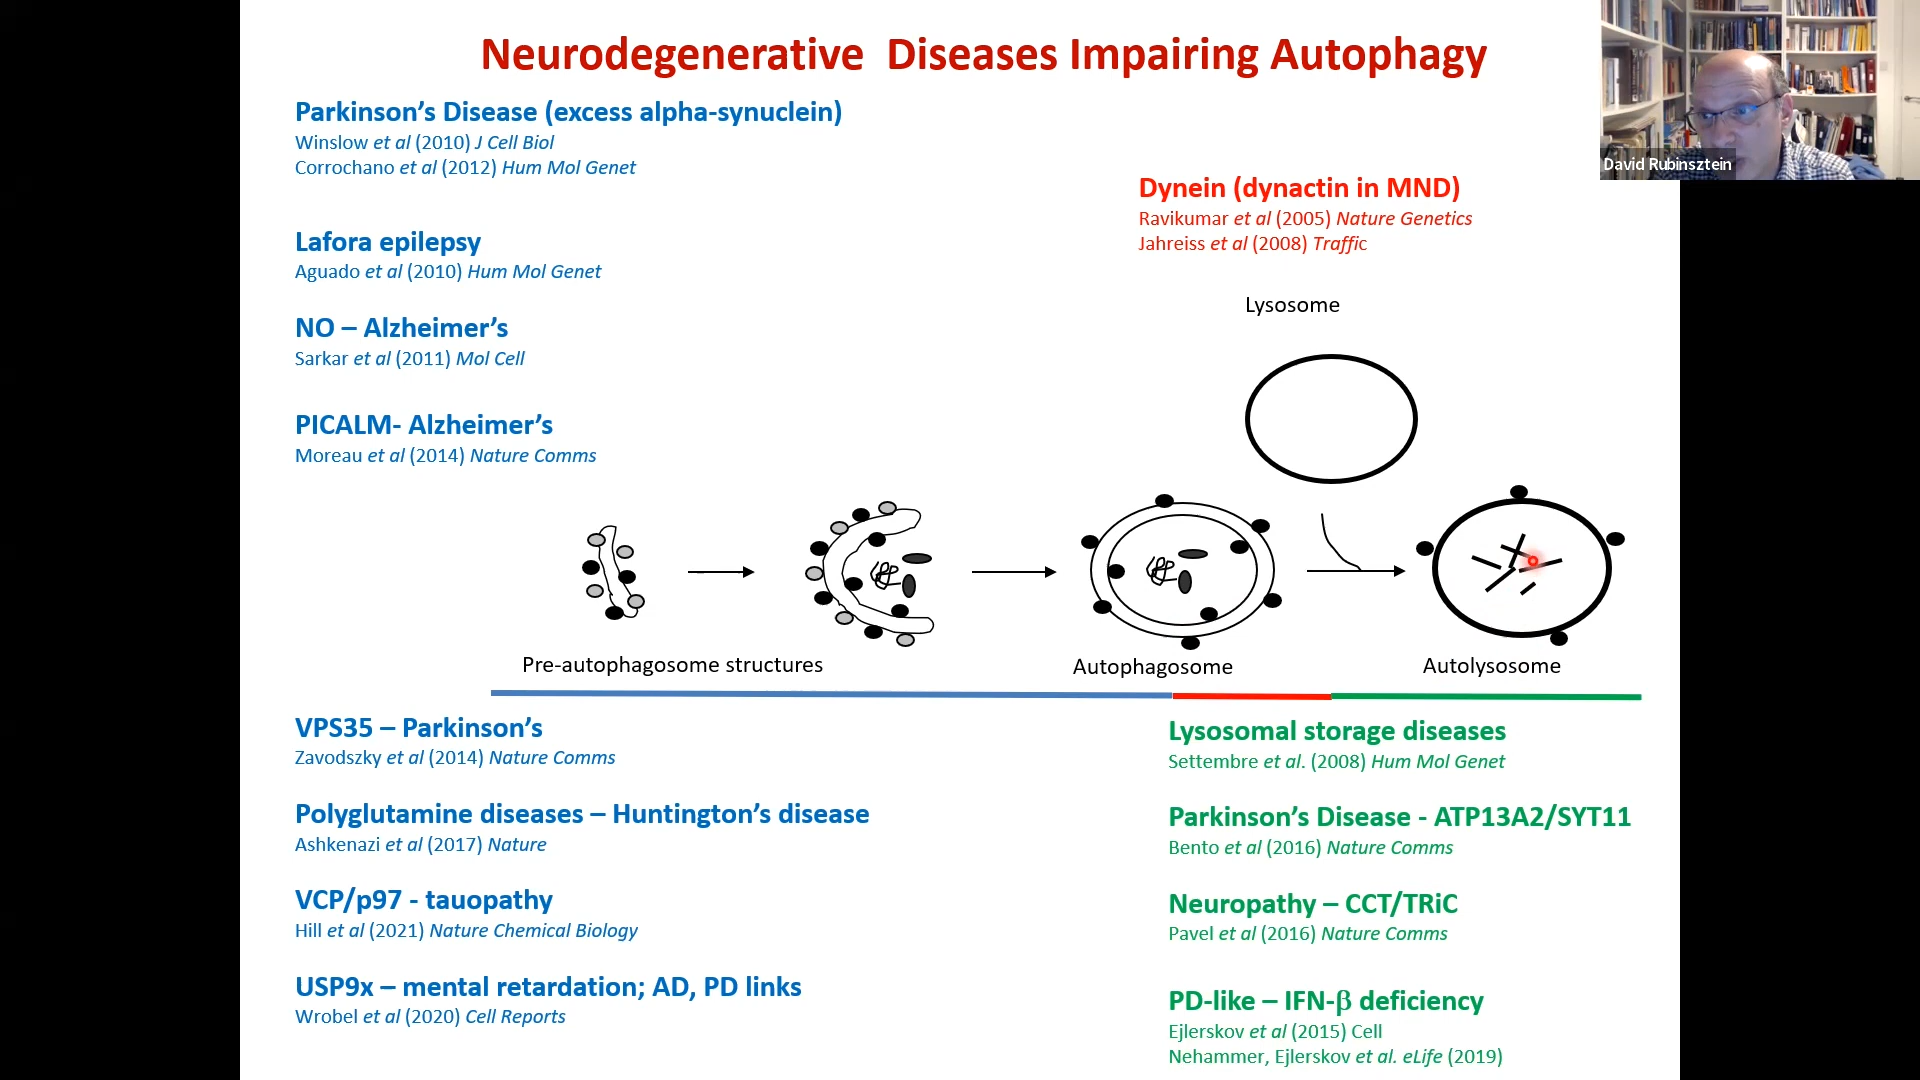 Neurodegenerative Diseases Impairing Autophagy
David Rubinsztein
Parkinson's Disease (excess alpha-synuclein)
Winslow et al (2010) J Cell Biol
Corrochano et al (2012) Hum Mol Genet
Dynein (dynactin in MND)
Ravikumar et al (2005) Nature Genetics
Jahreiss et al (2008) Traffic
Lafora epilepsy
Aguado et al (2010) Hum Mol Genet
NO – Alzheimer's
Sarkar et al (2011) Mol Cell
PICALM- Alzheimer's
Moreau et al (2014) Nature Comms
Lysosome
Pre-autophagosome structures
Autophagosome
Autolysosome
VPS35 – Parkinson's
Zavodszky et al (2014) Nature Comms
Polyglutamine diseases – Huntington's disease
Ashkenazi et al (2017) Nature
VCP/p97 - tauopathy
Hill et al (2021) Nature Chemical Biology
USP9x – mental retardation; AD, PD links
Wrobel et al (2020) Cell Reports
Lysosomal storage diseases
Settembre et al. (2008) Hum Mol Genet
Parkinson's Disease - ATP13A2/SYT11
Bento et al (2016) Nature Comms
Neuropathy – CCT/TRiC
Pavel et al (2016) Nature Comms
PD-like – IFN-β deficiency
Ejlerskov et al (2015) Cell
Nehammer, Ejlerskov et al. eLife (2019)